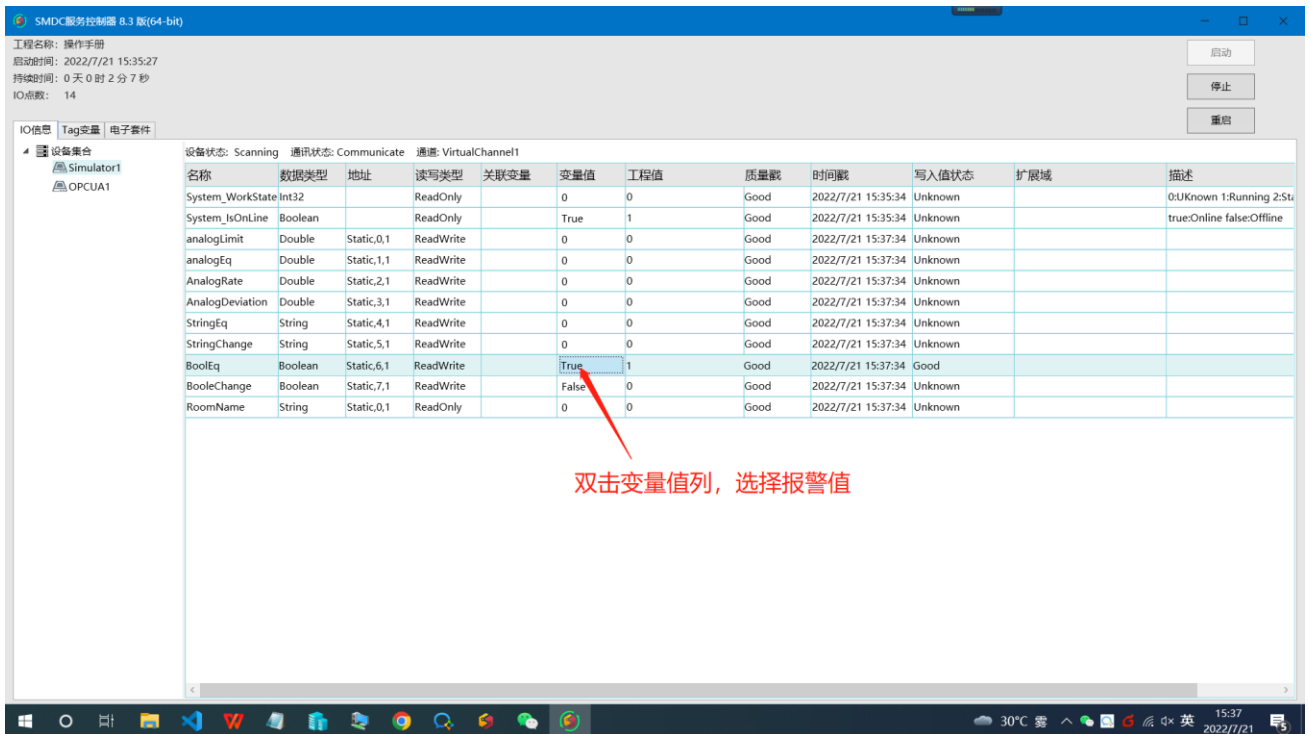 SMDC服务控制器 8.3 版(64-bit)
工程名称: 操作手册
启动时间: 2022/7/21 15:35:27
持续时间: 0 天 0 时 2 分 7 秒
IO点数: 14
启动
停止
重启
IO信息 Tag变量 电子套件
设备集合
Simulator1
OPCUA1
设备状态: Scanning 通讯状态: Communicate 通道: VirtualChannel1
名称 数据类型 地址 读写类型 关联变量 变量值 工程值 质量戳 时间戳 写入值状态 扩展域 描述
System_WorkState Int32 ReadOnly 0 0 Good 2022/7/21 15:35:34 Unknown 0:UKnown 1:Running 2:Sta
System_IsOnLine Boolean ReadOnly True 1 Good 2022/7/21 15:35:34 Unknown true:Online false:Offline
analogLimit Double Static,0,1 ReadWrite 0 0 Good 2022/7/21 15:37:34 Unknown
analogEq Double Static,1,1 ReadWrite 0 0 Good 2022/7/21 15:37:34 Unknown
AnalogRate Double Static,2,1 ReadWrite 0 0 Good 2022/7/21 15:37:34 Unknown
AnalogDeviation Double Static,3,1 ReadWrite 0 0 Good 2022/7/21 15:37:34 Unknown
StringEq String Static,4,1 ReadWrite 0 0 Good 2022/7/21 15:37:34 Unknown
StringChange String Static,5,1 ReadWrite 0 0 Good 2022/7/21 15:37:34 Unknown
BoolEq Boolean Static,6,1 ReadWrite True 1 Good 2022/7/21 15:37:34 Good
BooleChange Boolean Static,7,1 ReadWrite False 0 Good 2022/7/21 15:37:34 Unknown
RoomName String Static,0,1 ReadOnly 0 0 Good 2022/7/21 15:37:34 Unknown
双击变量值列，选择报警值
30°C 雾 英 15:37
2022/7/21